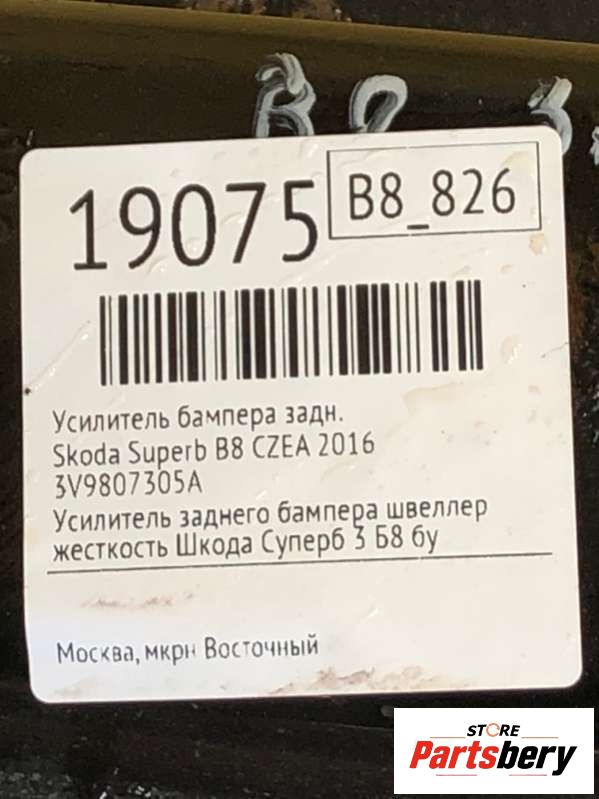 B8
19075
B8_826
Усилитель бампера задн.
Skoda Superb B8 CZEA 2016
3V9807305A
Усилитель заднего бампера швеллер
жесткость Шкода Суперб 3 Б8 бу
Москва, мкрн Восточный
STORE
Partsbery